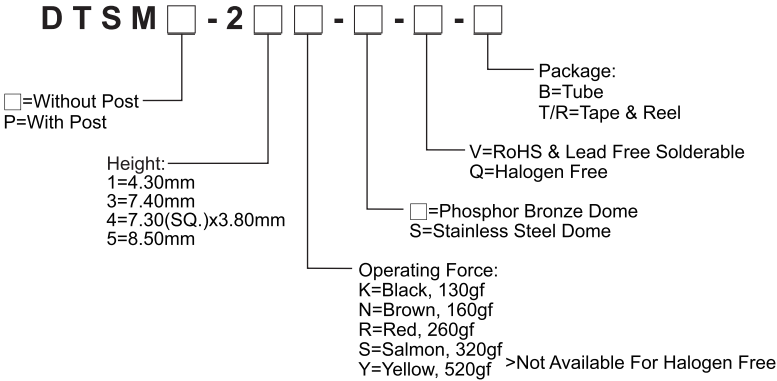 DTSM□-2□□-□-□-□
Package:
B=Tube
T/R=Tape & Reel
□=Without Post
P=With Post
V=RoHS & Lead Free Solderable
Q=Halogen Free
Height:
1=4.30mm
3=7.40mm
4=7.30(SQ.)x3.80mm
5=8.50mm
□=Phosphor Bronze Dome
S=Stainless Steel Dome
Operating Force:
K=Black, 130gf
N=Brown, 160gf
R=Red, 260gf
S=Salmon, 320gf
Y=Yellow, 520gf
>Not Available For Halogen Free